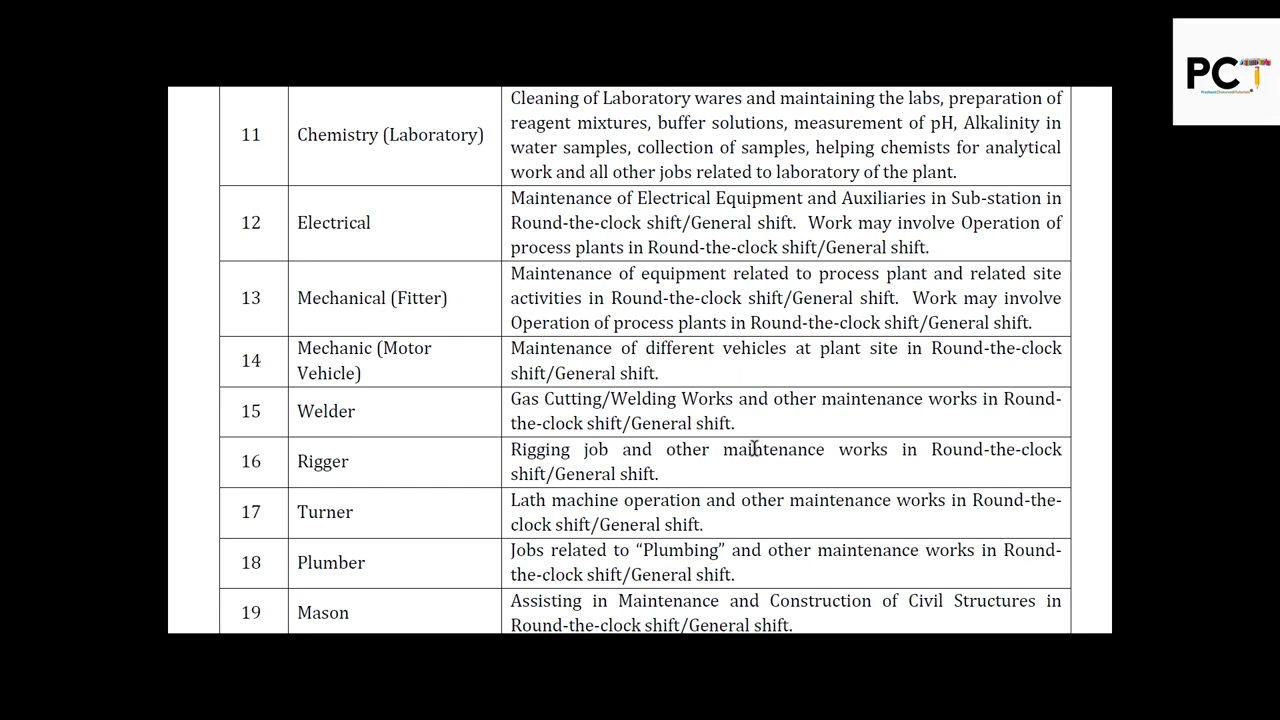 PCT
Cleaning of Laboratory wares and maintaining the labs, preparation of
reagent mixtures, buffer solutions, measurement of pH, Alkalinity in
11 Chemistry (Laboratory)
water samples, collection of samples, helping chemists for analytical
work and all other jobs related to laboratory of the plant.
Maintenance of Electrical Equipment and Auxiliaries in Sub-station in
12 Electrical Round-the-clock shift/General shift. Work may involve Operation of
process plants in Round-the-clock shift/General shift.
Maintenance of equipment related to process plant and related site
13 Mechanical (Fitter) activities in Round-the-clock shift/General shift. Work may involve
Operation of process plants in Round-the-clock shift/General shift.
14
Mechanic (Motor
Vehicle)
Maintenance of different vehicles at plant site in Round-the-clock
shift/General shift.
15 Welder
Gas Cutting/Welding Works and other maintenance works in Round-
the-clock shift/General shift.
16 Rigger
Rigging job and other maintenance works in Round-the-clock
shift/General shift.
17 Turner
Lath machine operation and other maintenance works in Round-the-
clock shift/General shift.
18 Plumber
Jobs related to “Plumbing” and other maintenance works in Round-
the-clock shift/General shift.
19 Mason
Assisting in Maintenance and Construction of Civil Structures in
Round-the-clock shift/General shift.